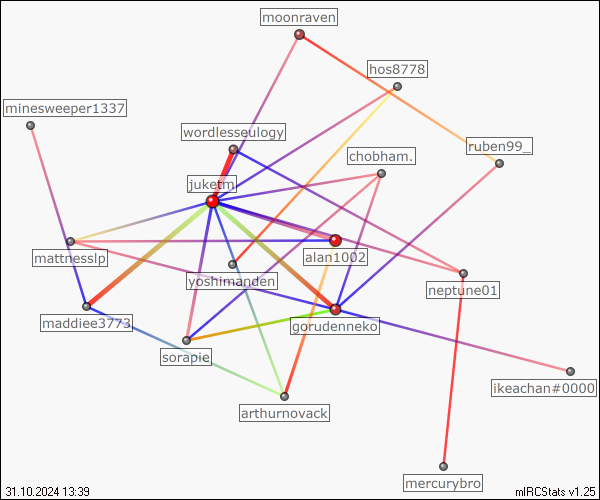 moonraven
hos8778
minesweeper1337
wordlesseulogy
ruben99_
chobham.
juketm
mattnesslp
alan1002
yoshimanden
neptune01
maddiee3773
gorudenneko
sorapie
ikeachan#0000
arthurnovack
mercurybro
31.10.2024 13:39
mIRCStats v1.25